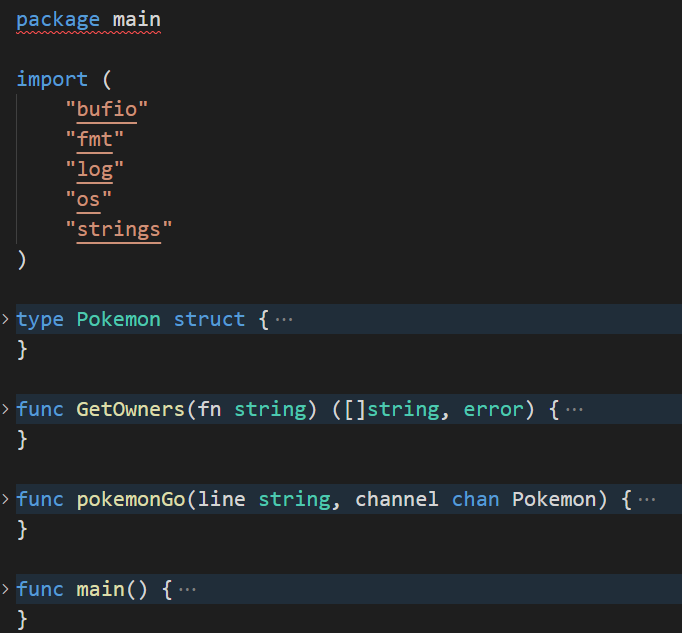 package main
import (
"bufio"
"fmt"
"log"
"os"
"strings"
)
type Pokemon struct {···
}
func GetOwners(fn string) ([]string, error) {···
}
func pokemonGo(line string, channel chan Pokemon) {···
}
func main() {···
}